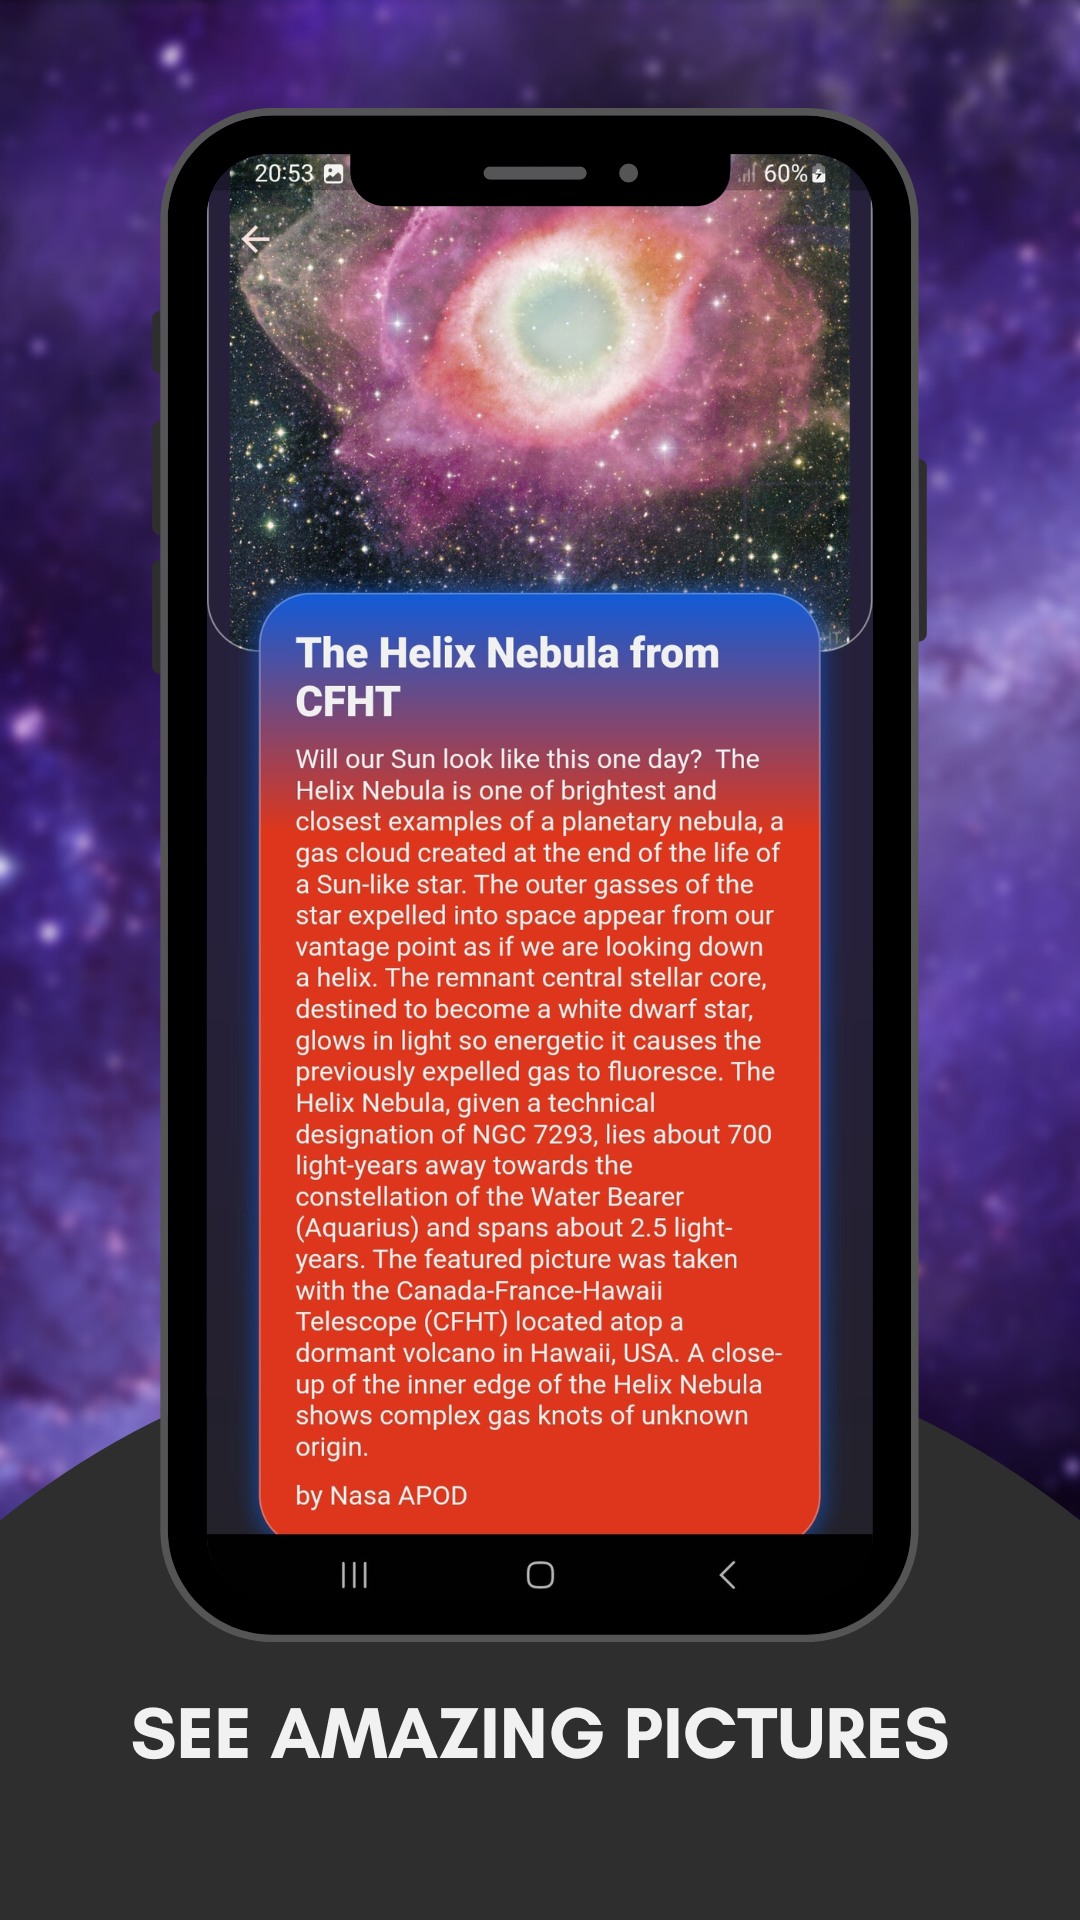 20:53
60%
The Helix Nebula from
CFHT
Will our Sun look like this one day?  The
Helix Nebula is one of brightest and
closest examples of a planetary nebula, a
gas cloud created at the end of the life of
a Sun-like star. The outer gasses of the
star expelled into space appear from our
vantage point as if we are looking down
a helix. The remnant central stellar core,
destined to become a white dwarf star,
glows in light so energetic it causes the
previously expelled gas to fluoresce. The
Helix Nebula, given a technical
designation of NGC 7293, lies about 700
light-years away towards the
constellation of the Water Bearer
(Aquarius) and spans about 2.5 light-
years. The featured picture was taken
with the Canada-France-Hawaii
Telescope (CFHT) located atop a
dormant volcano in Hawaii, USA. A close-
up of the inner edge of the Helix Nebula
shows complex gas knots of unknown
origin.
by Nasa APOD
SEE AMAZING PICTURES